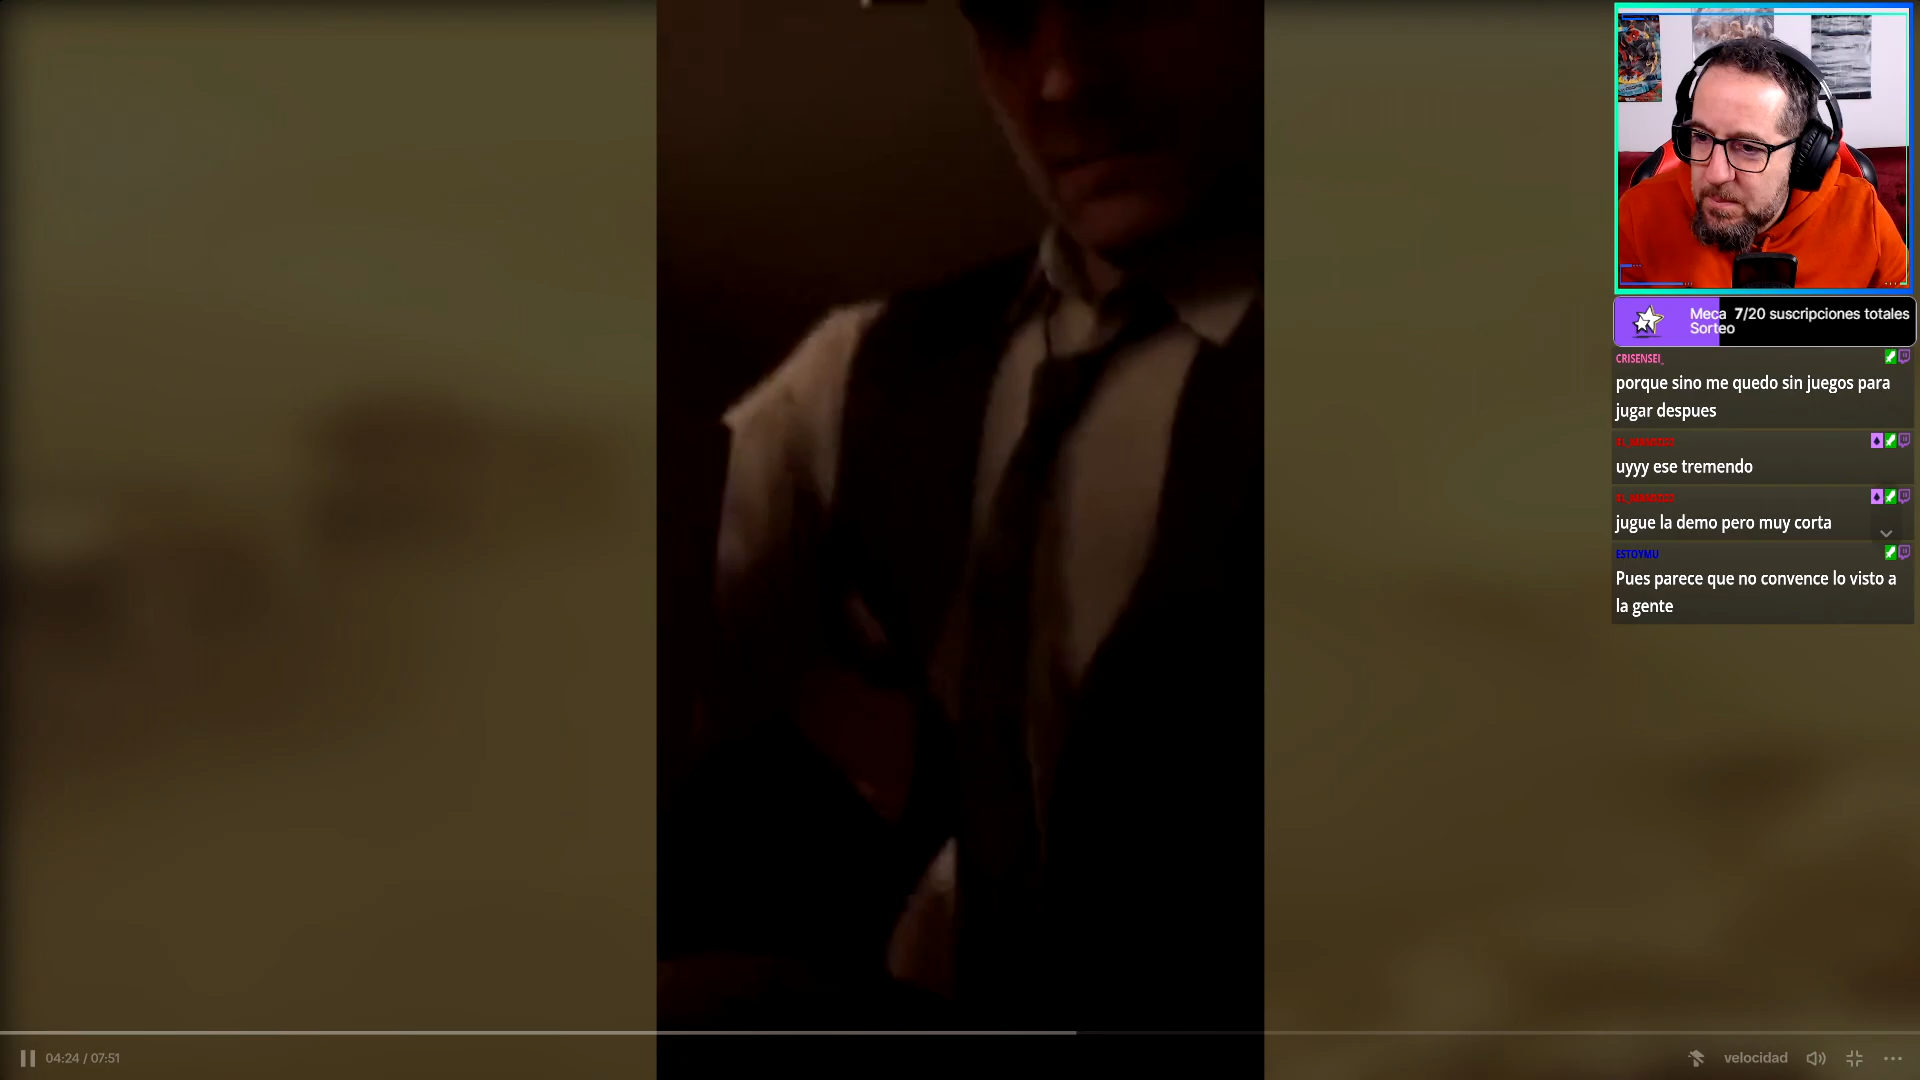 Meca 7/20 suscripciones totales
Sorteo
CRISENSEI_
porque sino me quedo sin juegos para
jugar despues
uyyy ese tremendo
jugue la demo pero muy corta
ESTOYMU
Pues parece que no convence lo visto a
la gente
04:24 / 07:51
velocidad